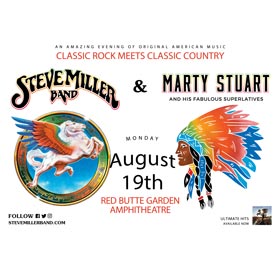 AN AMAZING EVENING OF ORIGINAL AMERICAN MUSIC
CLASSIC ROCK MEETS CLASSIC COUNTRY
STEVE MILLER
BAND
&
MARTY STUART
AND HIS FABULOUS SUPERLATIVES
MONDAY
August
19th
RED BUTTE GARDEN
AMPHITHEATRE
FOLLOW
STEVEMILLERBAND.COM
ULTIMATE HITS
AVAILABLE NOW